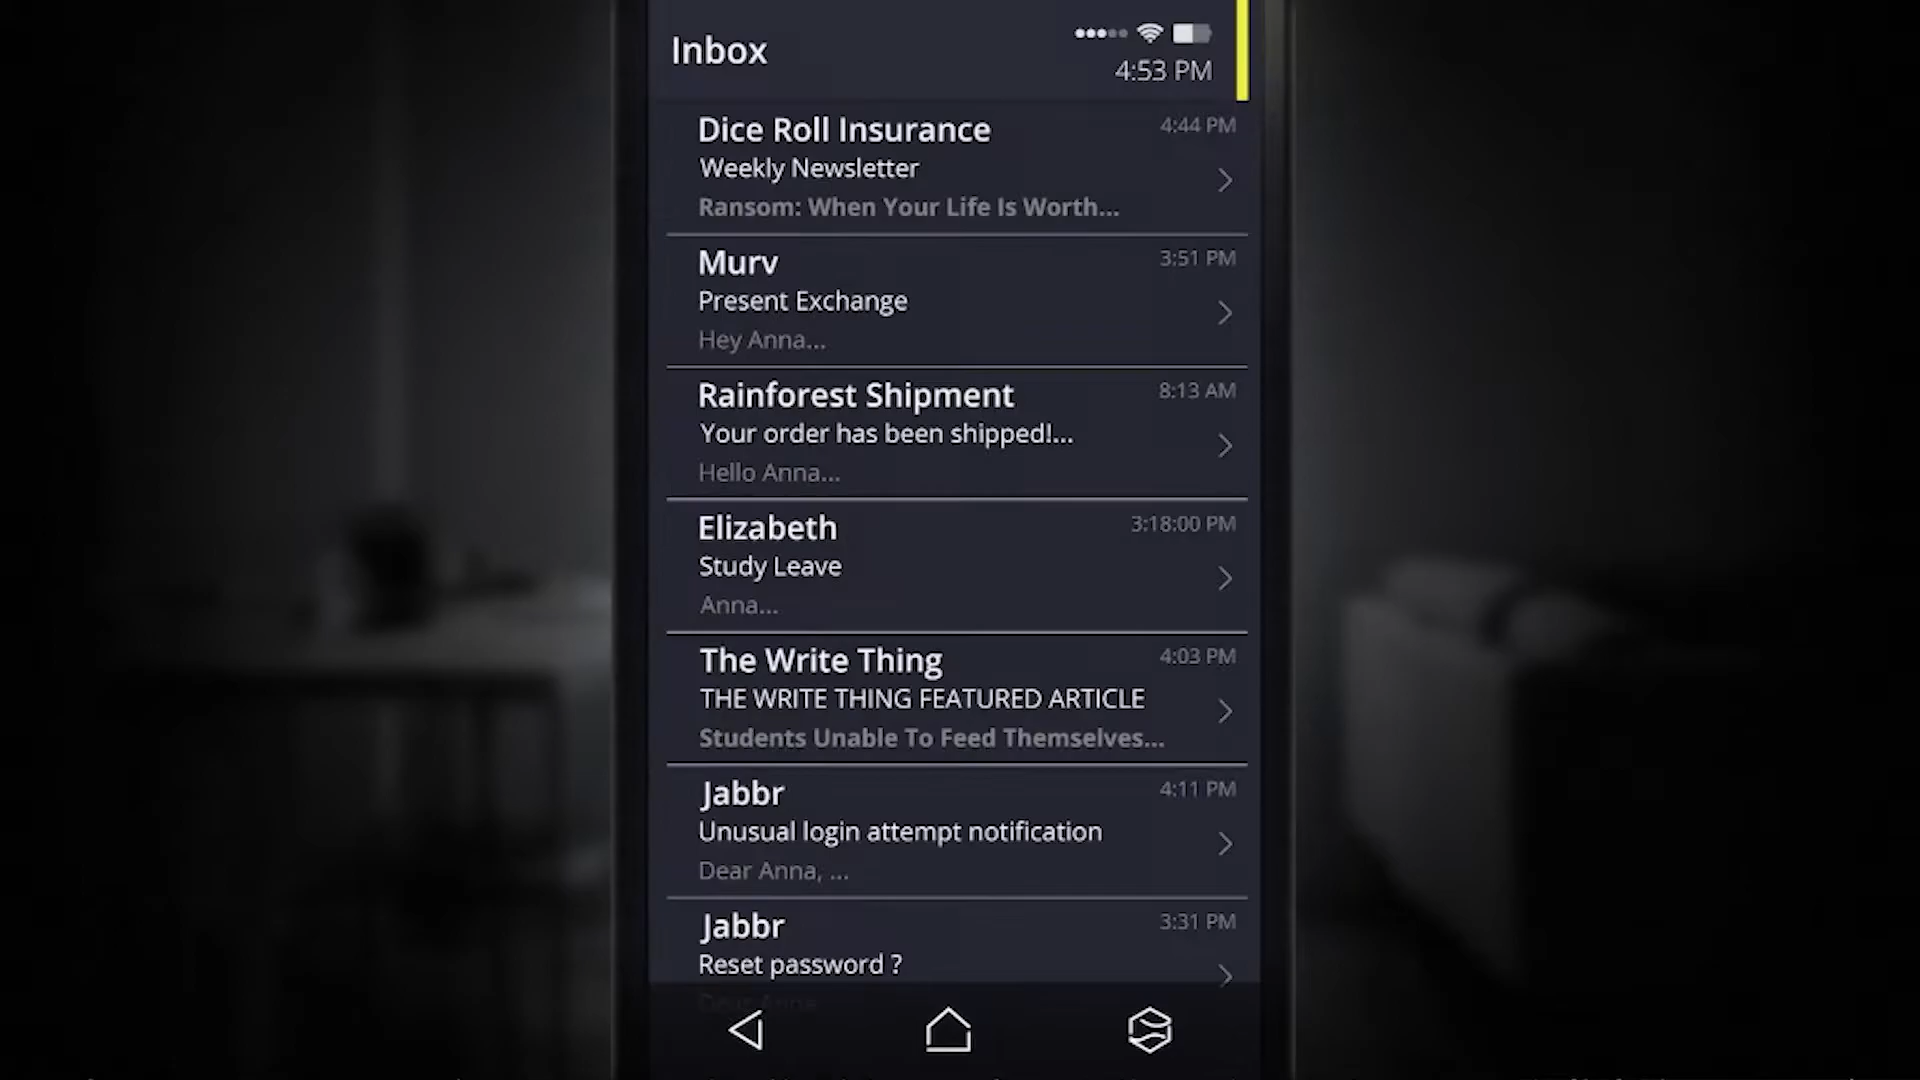 Inbox
4:53 PM
Dice Roll Insurance
4:44 PM
Weekly Newsletter
Ransom: When Your Life Is Worth...
Murv
3:51 PM
Present Exchange
Hey Anna...
Rainforest Shipment
8:13 AM
Your order has been shipped!...
Hello Anna...
Elizabeth
3:18:00 PM
Study Leave
Anna...
The Write Thing
4:03 PM
THE WRITE THING FEATURED ARTICLE
Students Unable To Feed Themselves...
Jabbr
4:11 PM
Unusual login attempt notification
Dear Anna, ...
Jabbr
3:31 PM
Reset password ?
Dear Anna